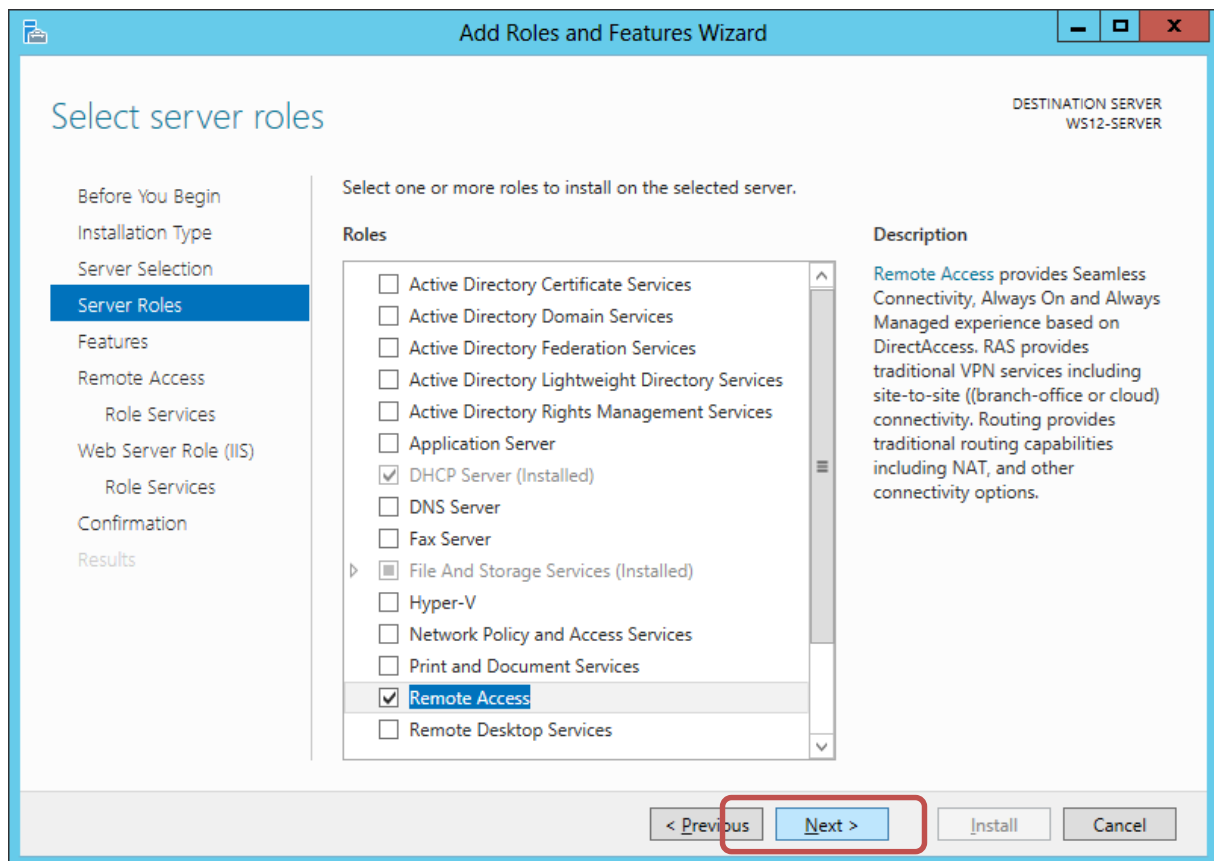 Add Roles and Features Wizard
Select server roles
DESTINATION SERVER
WS12-SERVER
Before You Begin
Installation Type
Server Selection
Server Roles
Features
Remote Access
Role Services
Web Server Role (IIS)
Role Services
Confirmation
Results
Select one or more roles to install on the selected server.
Roles
Active Directory Certificate Services
Active Directory Domain Services
Active Directory Federation Services
Active Directory Lightweight Directory Services
Active Directory Rights Management Services
Application Server
DHCP Server (Installed)
DNS Server
Fax Server
File And Storage Services (Installed)
Hyper-V
Network Policy and Access Services
Print and Document Services
Remote Access
Remote Desktop Services
Description
Remote Access provides Seamless
Connectivity, Always On and Always
Managed experience based on
DirectAccess. RAS provides
traditional VPN services including
site-to-site ((branch-office or cloud)
connectivity. Routing provides
traditional routing capabilities
including NAT, and other
connectivity options.
< Previous
Next >
Install
Cancel